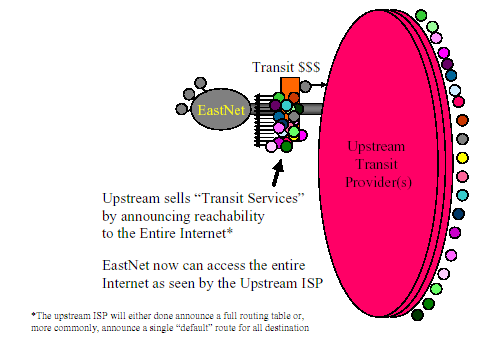 Transit $$$
EastNet
Upstream
Transit
Provider(s)
Upstream sells “Transit Services”
by announcing reachability
to the Entire Internet*
EastNet now can access the entire
Internet as seen by the Upstream ISP
*The upstream ISP will either done announce a full routing table or,
more commonly, announce a single “default” route for all destination